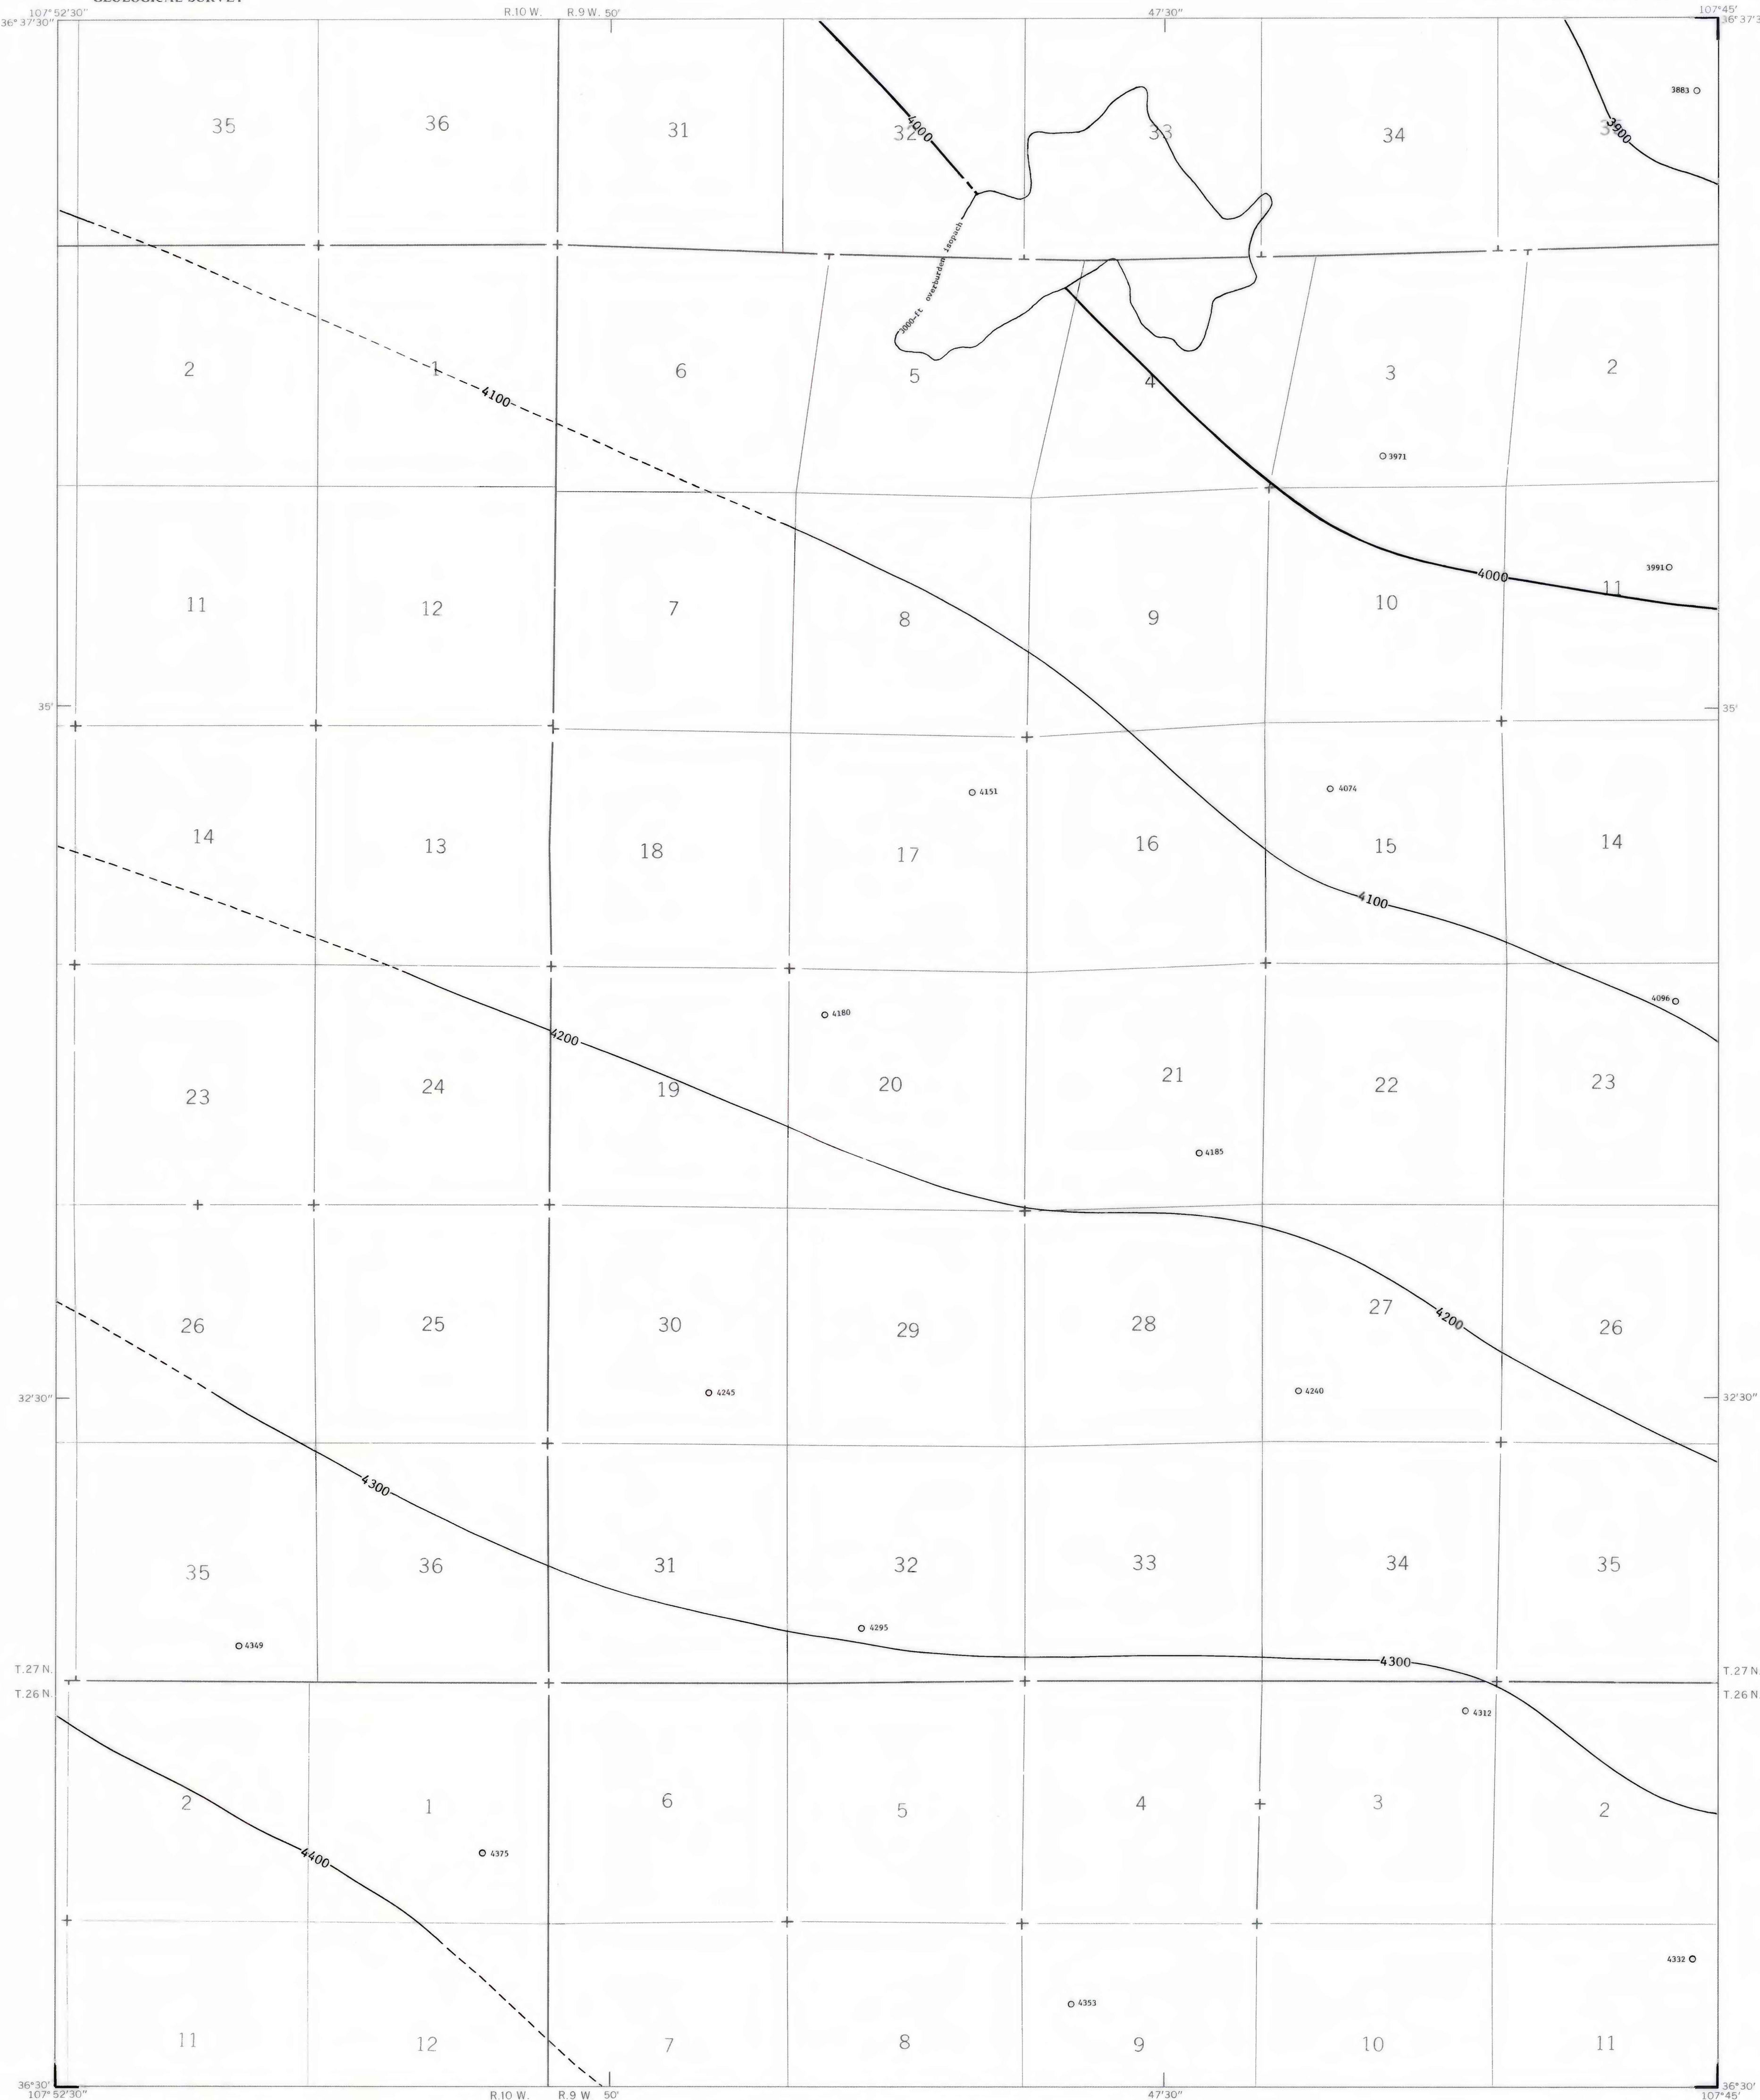 GEOLOGICAL SURVEY
107°52'30" R.10 W. R.9 W. 50' 47'30" 107°45'
36°37'30" 36°37'3
3883
35 36 31 32 33 34
4000 3900
3000-ft overburden isopach
2 1 6 5 4 3 2
4100
3971
3991
4000
11 12 7 8 9 10 11
35' 35'
4151 4074
14 13 18 17 16 15 14
4100
4096
4180
4200
23 24 19 20 21 22 23
4185
26 25 30 29 28 27 26
4200
32'30" 4245 4240 32'30"
4300
35 36 31 32 33 34 35
4349 4295
4300
T.27 N. T.27 N.
T.26 N. T.26 N.
4312
2 1 6 5 4 3 2
4400 4375
4332
4353
11 12 7 8 9 10 11
36°30' 36°30'
107°52'30" R.10 W. R.9 W 50' 47'30" 107°45'